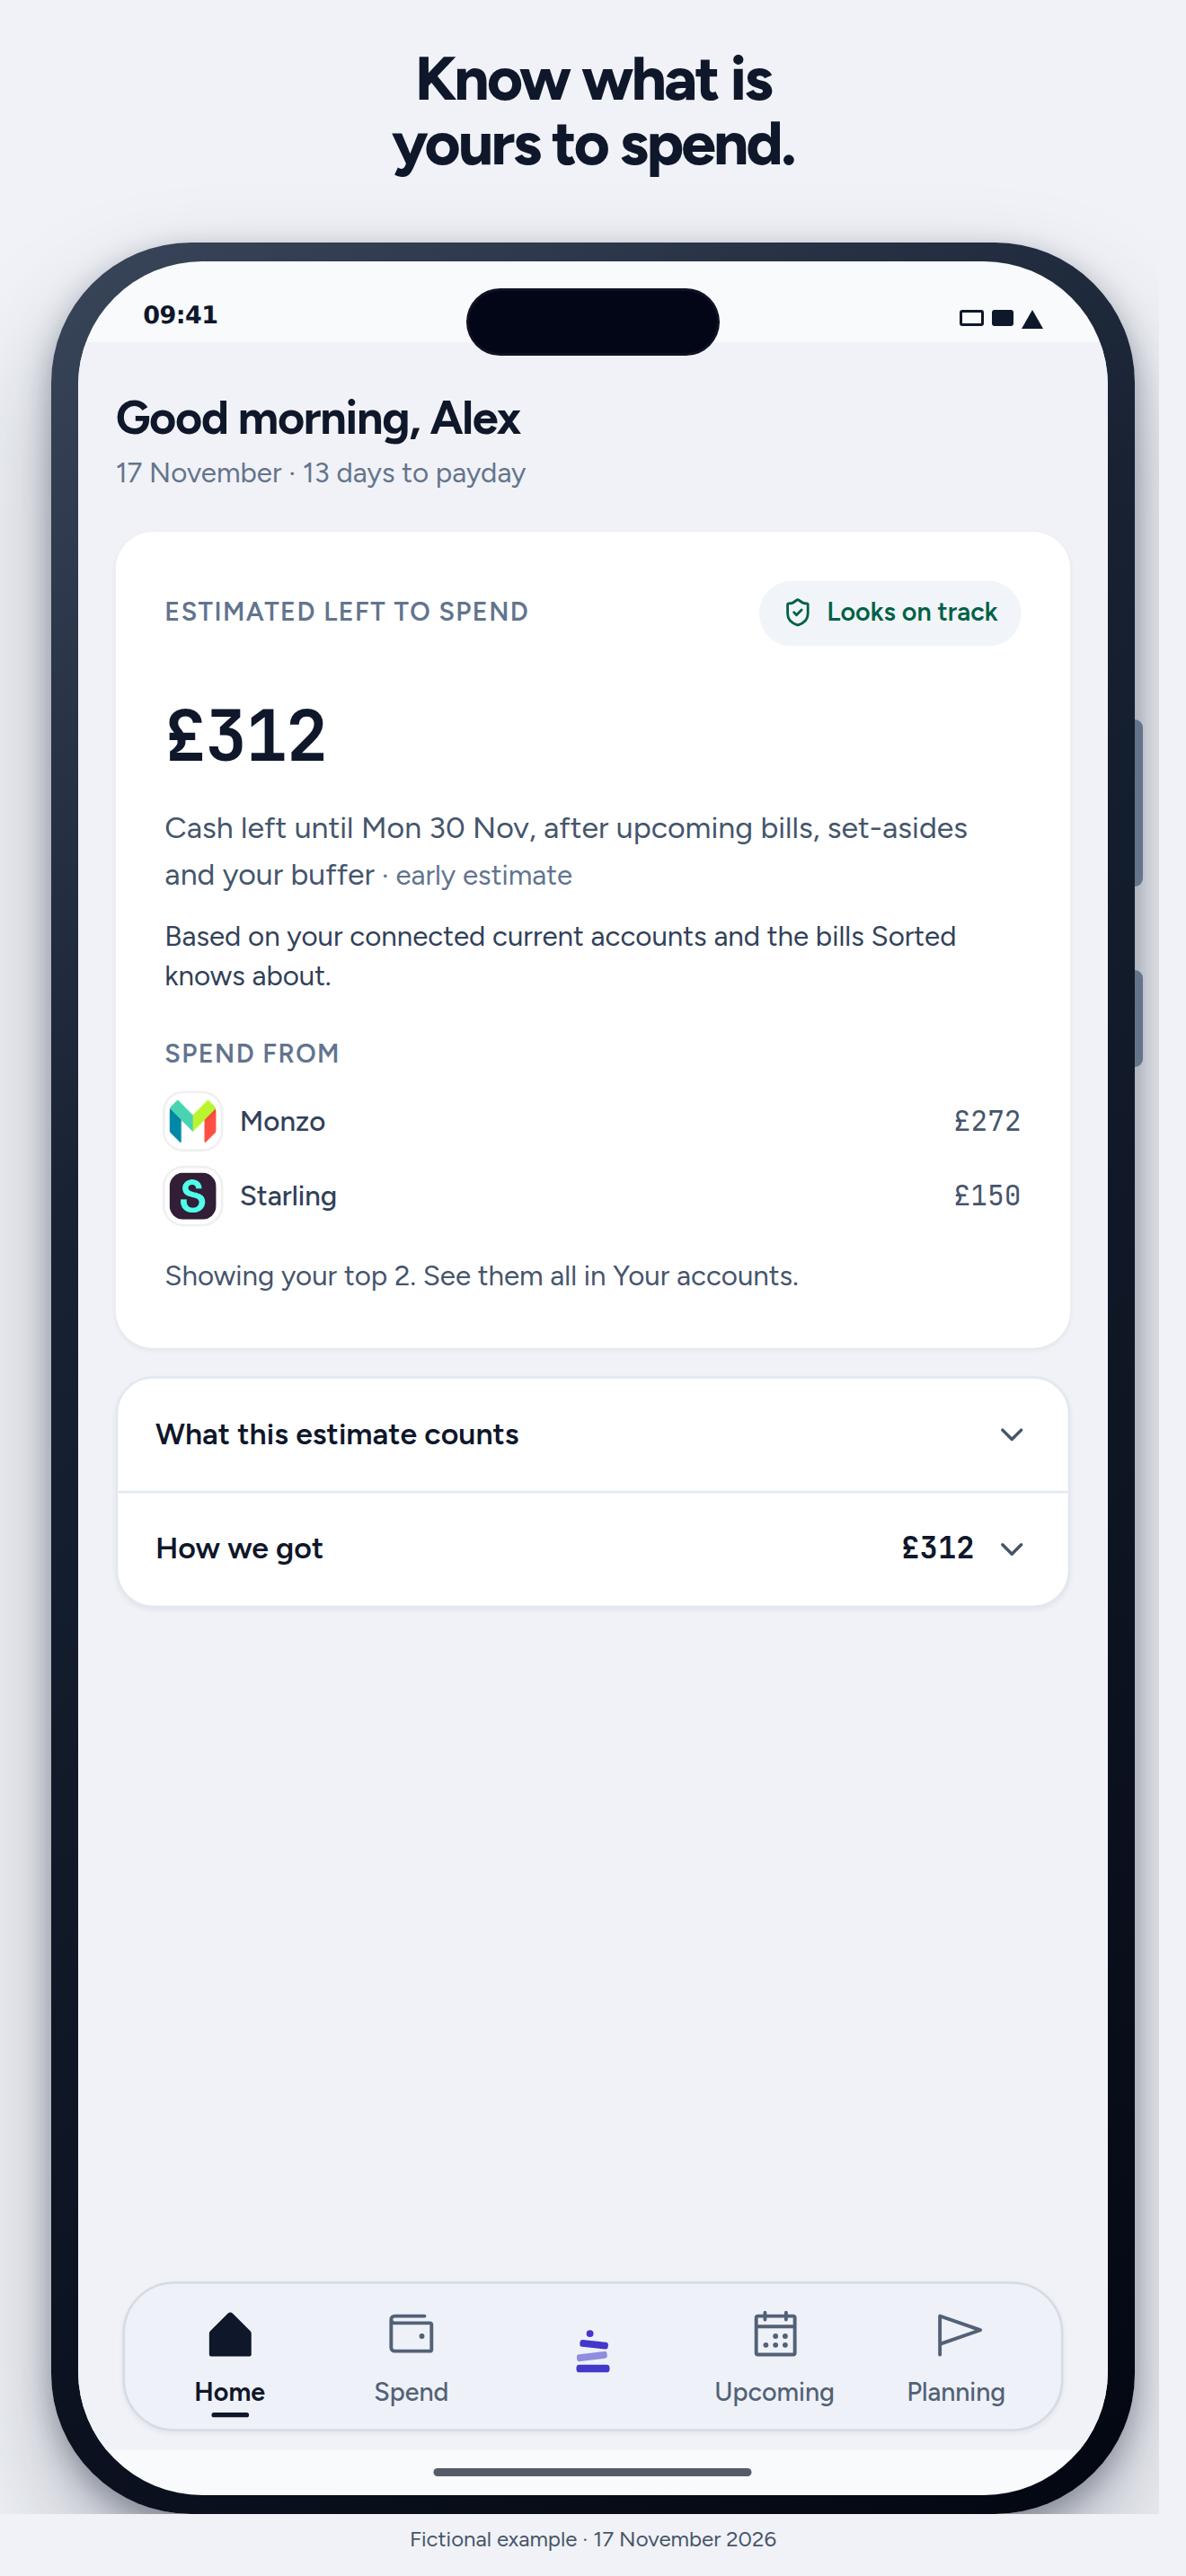 Know what is
yours to spend.
09:41
Good morning, Alex
17 November · 13 days to payday
ESTIMATED LEFT TO SPEND
Looks on track
£312
Cash left until Mon 30 Nov, after upcoming bills, set-asides
and your buffer · early estimate
Based on your connected current accounts and the bills Sorted
knows about.
SPEND FROM
Monzo £272
Starling £150
Showing your top 2. See them all in Your accounts.
What this estimate counts
How we got £312
Home Spend Upcoming Planning
Fictional example · 17 November 2026